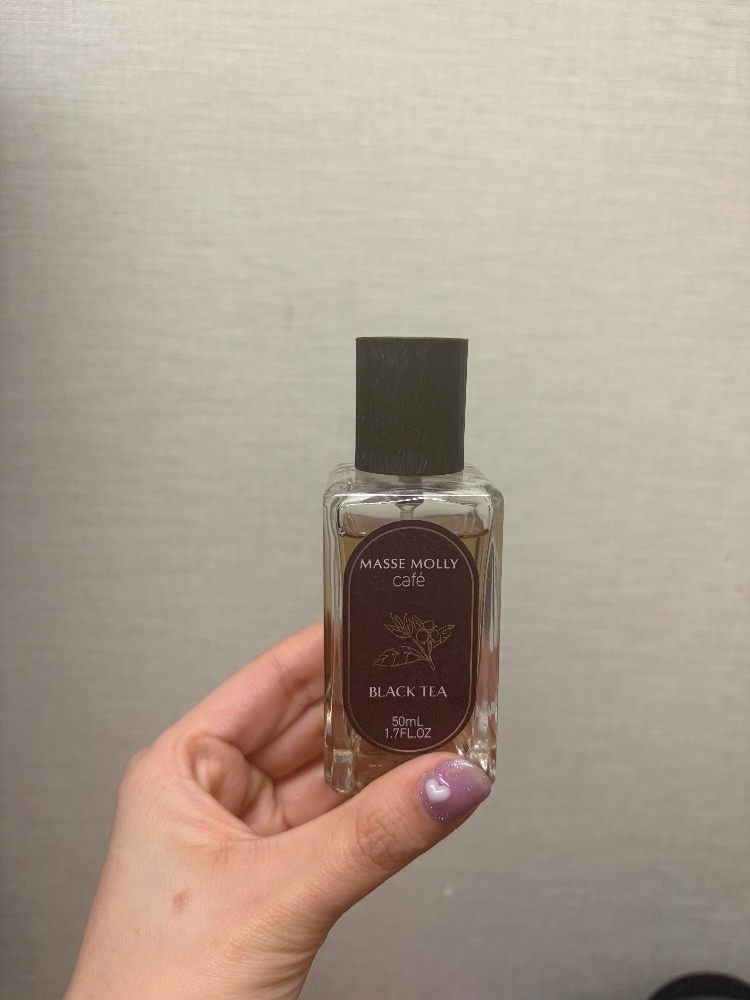 MASSE MOLLY
café
BLACK TEA
50mL
1.7FL.OZ